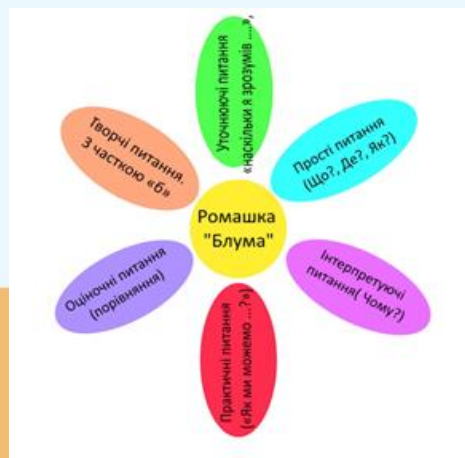 Ромашка
"Блума"
Уточнюючі питання
«наскільки я зрозумів ....»,
Прості питання
(Що?, Де?, Як?)
Інтерпретуючі
питання( Чому?)
Практичні питання
(«Як ми можемо ...?»)
Оціночні питання
(порівняння)
Творчі питання.
З часткою «б»